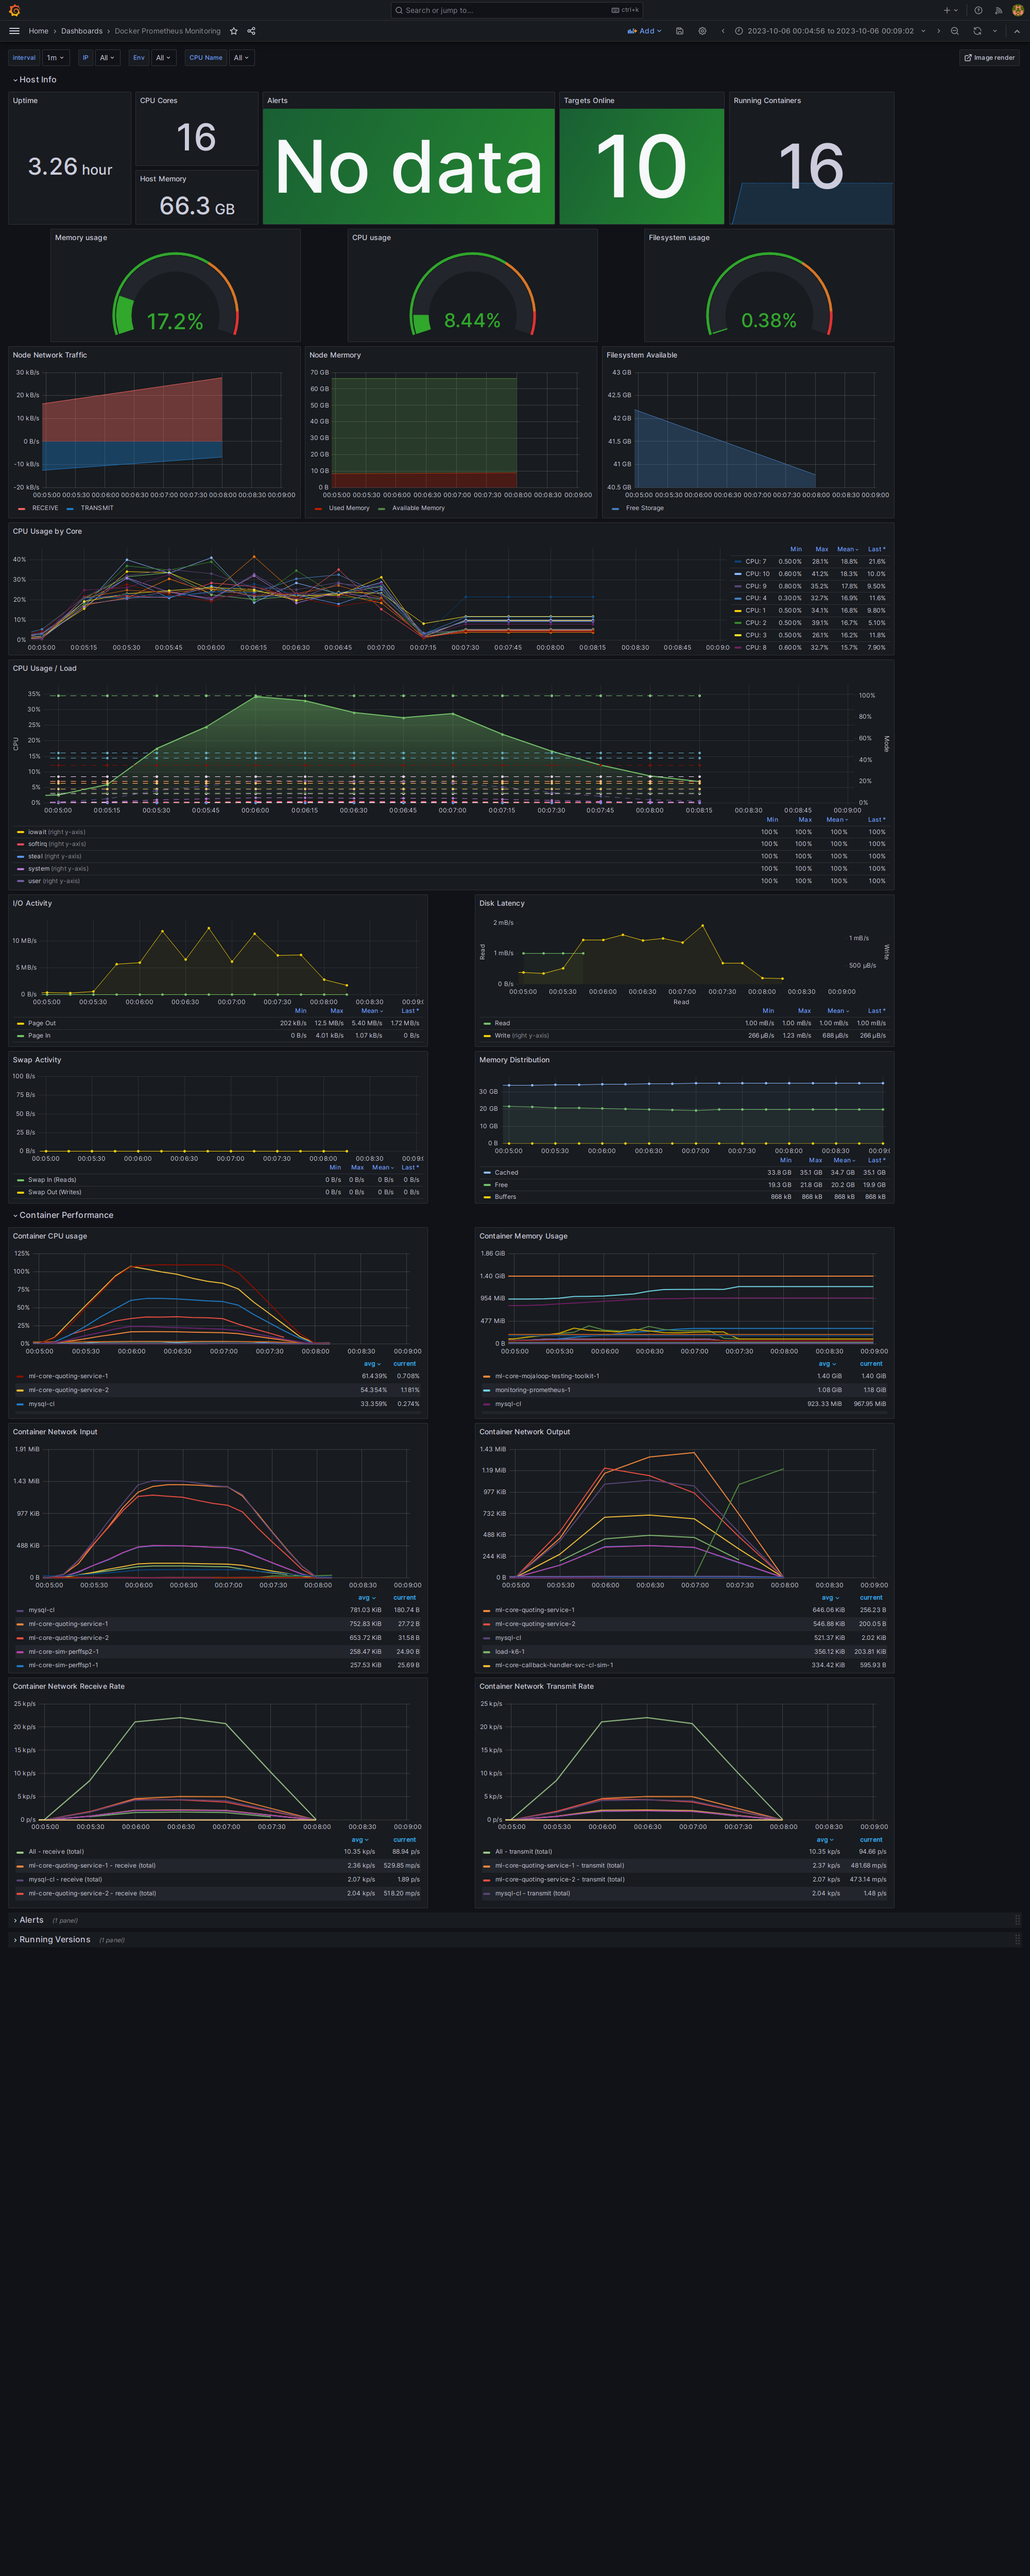 Search or jump to... ctrl+k
Home > Dashboards > Docker Prometheus Monitoring
Add
2023-10-06 00:04:56 to 2023-10-06 00:09:02
Interval 1m IP All Env All CPU Name All Image render
Host Info
Uptime
3.26 hour
CPU Cores
16
Host Memory
66.3 GB
Alerts
No data
Targets Online
10
Running Containers
16
Memory usage
17.2%
CPU usage
8.44%
Filesystem usage
0.38%
Node Network Traffic
30 kB/s
20 kB/s
10 kB/s
0 B/s
-10 kB/s
-20 kB/s
00:05:00 00:05:30 00:06:00 00:06:30 00:07:00 00:07:30 00:08:00 00:08:30 00:09:00
RECEIVE TRANSMIT
Node Mermory
70 GB
60 GB
50 GB
40 GB
30 GB
20 GB
10 GB
0 B
00:05:00 00:05:30 00:06:00 00:06:30 00:07:00 00:07:30 00:08:00 00:08:30 00:09:00
Used Memory Available Memory
Filesystem Available
43 GB
42.5 GB
42 GB
41.5 GB
41 GB
40.5 GB
00:05:00 00:05:30 00:06:00 00:06:30 00:07:00 00:07:30 00:08:00 00:08:30 00:09:00
Free Storage
CPU Usage by Core
40%
30%
20%
10%
0%
00:05:00 00:05:15 00:05:30 00:05:45 00:06:00 00:06:15 00:06:30 00:06:45 00:07:00 00:07:15 00:07:30 00:07:45 00:08:00 00:08:15 00:08:30 00:08:45 00:09:0
Min Max Mean Last *
CPU: 7 0.500% 28.1% 18.8% 21.6%
CPU: 10 0.600% 41.2% 18.3% 10.0%
CPU: 9 0.800% 35.2% 17.8% 9.50%
CPU: 4 0.300% 32.7% 16.9% 11.6%
CPU: 1 0.500% 34.1% 16.8% 9.80%
CPU: 2 0.500% 39.1% 16.7% 5.10%
CPU: 3 0.500% 26.1% 16.2% 11.8%
CPU: 8 0.600% 32.7% 15.7% 7.90%
CPU Usage / Load
35%
30%
25%
20%
15%
10%
5%
0%
CPU
100%
80%
60%
40%
20%
0%
Mode
00:05:00 00:05:15 00:05:30 00:05:45 00:06:00 00:06:15 00:06:30 00:06:45 00:07:00 00:07:15 00:07:30 00:07:45 00:08:00 00:08:15 00:08:30 00:08:45 00:09:00
Min Max Mean Last *
iowait (right y-axis) 100% 100% 100% 100%
softirq (right y-axis) 100% 100% 100% 100%
steal (right y-axis) 100% 100% 100% 100%
system (right y-axis) 100% 100% 100% 100%
user (right y-axis) 100% 100% 100% 100%
I/O Activity
10 MB/s
5 MB/s
0 B/s
00:05:00 00:05:30 00:06:00 00:06:30 00:07:00 00:07:30 00:08:00 00:08:30 00:09:0
Min Max Mean Last *
Page Out 202 kB/s 12.5 MB/s 5.40 MB/s 1.72 MB/s
Page In 0 B/s 4.01 kB/s 1.07 kB/s 0 B/s
Disk Latency
2 mB/s
1 mB/s
0 B/s
Read
1 mB/s
500 µB/s
Write
00:05:00 00:05:30 00:06:00 00:06:30 00:07:00 00:07:30 00:08:00 00:08:30 00:09:00
Read
Min Max Mean Last *
Read 1.00 mB/s 1.00 mB/s 1.00 mB/s 1.00 mB/s
Write (right y-axis) 266 µB/s 1.23 mB/s 688 µB/s 266 µB/s
Swap Activity
100 B/s
75 B/s
50 B/s
25 B/s
0 B/s
00:05:00 00:05:30 00:06:00 00:06:30 00:07:00 00:07:30 00:08:00 00:08:30 00:09:0
Min Max Mean Last *
Swap In (Reads) 0 B/s 0 B/s 0 B/s 0 B/s
Swap Out (Writes) 0 B/s 0 B/s 0 B/s 0 B/s
Memory Distribution
30 GB
20 GB
10 GB
0 B
00:05:00 00:05:30 00:06:00 00:06:30 00:07:00 00:07:30 00:08:00 00:08:30 00:09:0
Min Max Mean Last *
Cached 33.8 GB 35.1 GB 34.7 GB 35.1 GB
Free 19.3 GB 21.8 GB 20.2 GB 19.9 GB
Buffers 868 kB 868 kB 868 kB 868 kB
Container Performance
Container CPU usage
125%
100%
75%
50%
25%
0%
00:05:00 00:05:30 00:06:00 00:06:30 00:07:00 00:07:30 00:08:00 00:08:30 00:09:00
avg current
ml-core-quoting-service-1 61.439% 0.708%
ml-core-quoting-service-2 54.354% 1.181%
mysql-cl 33.359% 0.274%
Container Memory Usage
1.86 GiB
1.40 GiB
954 MiB
477 MiB
0 B
00:05:00 00:05:30 00:06:00 00:06:30 00:07:00 00:07:30 00:08:00 00:08:30 00:09:00
avg current
ml-core-mojaloop-testing-toolkit-1 1.40 GiB 1.40 GiB
monitoring-prometheus-1 1.08 GiB 1.18 GiB
mysql-cl 923.33 MiB 967.95 MiB
Container Network Input
1.91 MiB
1.43 MiB
977 KiB
488 KiB
0 B
00:05:00 00:05:30 00:06:00 00:06:30 00:07:00 00:07:30 00:08:00 00:08:30 00:09:00
avg current
mysql-cl 781.03 KiB 180.74 B
ml-core-quoting-service-1 752.83 KiB 27.72 B
ml-core-quoting-service-2 653.72 KiB 31.58 B
ml-core-sim-perffsp2-1 258.47 KiB 24.90 B
ml-core-sim-perffsp1-1 257.53 KiB 25.69 B
Container Network Output
1.43 MiB
1.19 MiB
977 KiB
732 KiB
488 KiB
244 KiB
0 B
00:05:00 00:05:30 00:06:00 00:06:30 00:07:00 00:07:30 00:08:00 00:08:30 00:09:00
avg current
ml-core-quoting-service-1 646.06 KiB 256.23 B
ml-core-quoting-service-2 546.88 KiB 200.05 B
mysql-cl 521.37 KiB 2.02 KiB
load-k6-1 356.12 KiB 203.81 KiB
ml-core-callback-handler-svc-cl-sim-1 334.42 KiB 595.93 B
Container Network Receive Rate
25 kp/s
20 kp/s
15 kp/s
10 kp/s
5 kp/s
0 p/s
00:05:00 00:05:30 00:06:00 00:06:30 00:07:00 00:07:30 00:08:00 00:08:30 00:09:00
avg current
All - receive (total) 10.35 kp/s 88.94 p/s
ml-core-quoting-service-1 - receive (total) 2.36 kp/s 529.85 mp/s
mysql-cl - receive (total) 2.07 kp/s 1.89 p/s
ml-core-quoting-service-2 - receive (total) 2.04 kp/s 518.20 mp/s
Container Network Transmit Rate
25 kp/s
20 kp/s
15 kp/s
10 kp/s
5 kp/s
0 p/s
00:05:00 00:05:30 00:06:00 00:06:30 00:07:00 00:07:30 00:08:00 00:08:30 00:09:00
avg current
All - transmit (total) 10.35 kp/s 94.66 p/s
ml-core-quoting-service-1 - transmit (total) 2.37 kp/s 481.68 mp/s
ml-core-quoting-service-2 - transmit (total) 2.07 kp/s 473.14 mp/s
mysql-cl - transmit (total) 2.04 kp/s 1.48 p/s
Alerts (1 panel)
Running Versions (1 panel)